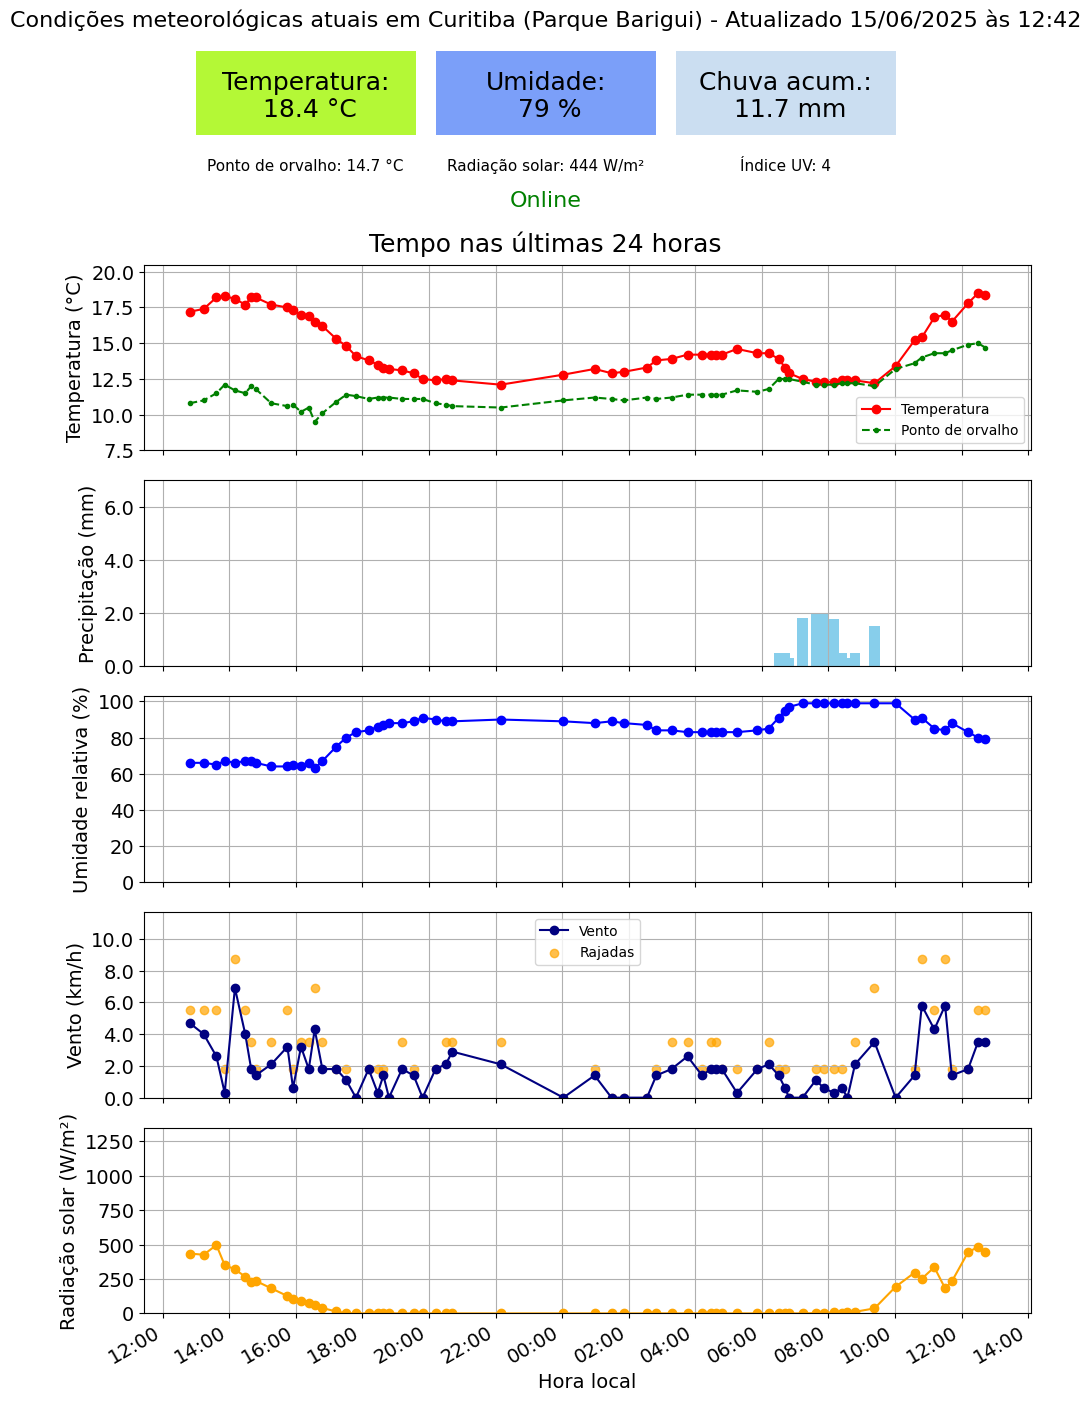 Condições meteorológicas atuais em Curitiba (Parque Barigui) - Atualizado 15/06/2025 às 12:42
Temperatura:
18.4 °C
Umidade:
79 %
Chuva acum.:
11.7 mm
Ponto de orvalho: 14.7 °C
Radiação solar: 444 W/m²
Índice UV: 4
Online
Tempo nas últimas 24 horas
Temperatura (°C)
20.0
17.5
15.0
12.5
10.0
7.5
Temperatura
Ponto de orvalho
Precipitação (mm)
6.0
4.0
2.0
0.0
Umidade relativa (%)
100
80
60
40
20
0
Vento (km/h)
10.0
8.0
6.0
4.0
2.0
0.0
Vento
Rajadas
Radiação solar (W/m²)
1250
1000
750
500
250
0
12:00
14:00
16:00
18:00
20:00
22:00
00:00
02:00
04:00
06:00
08:00
10:00
12:00
14:00
Hora local